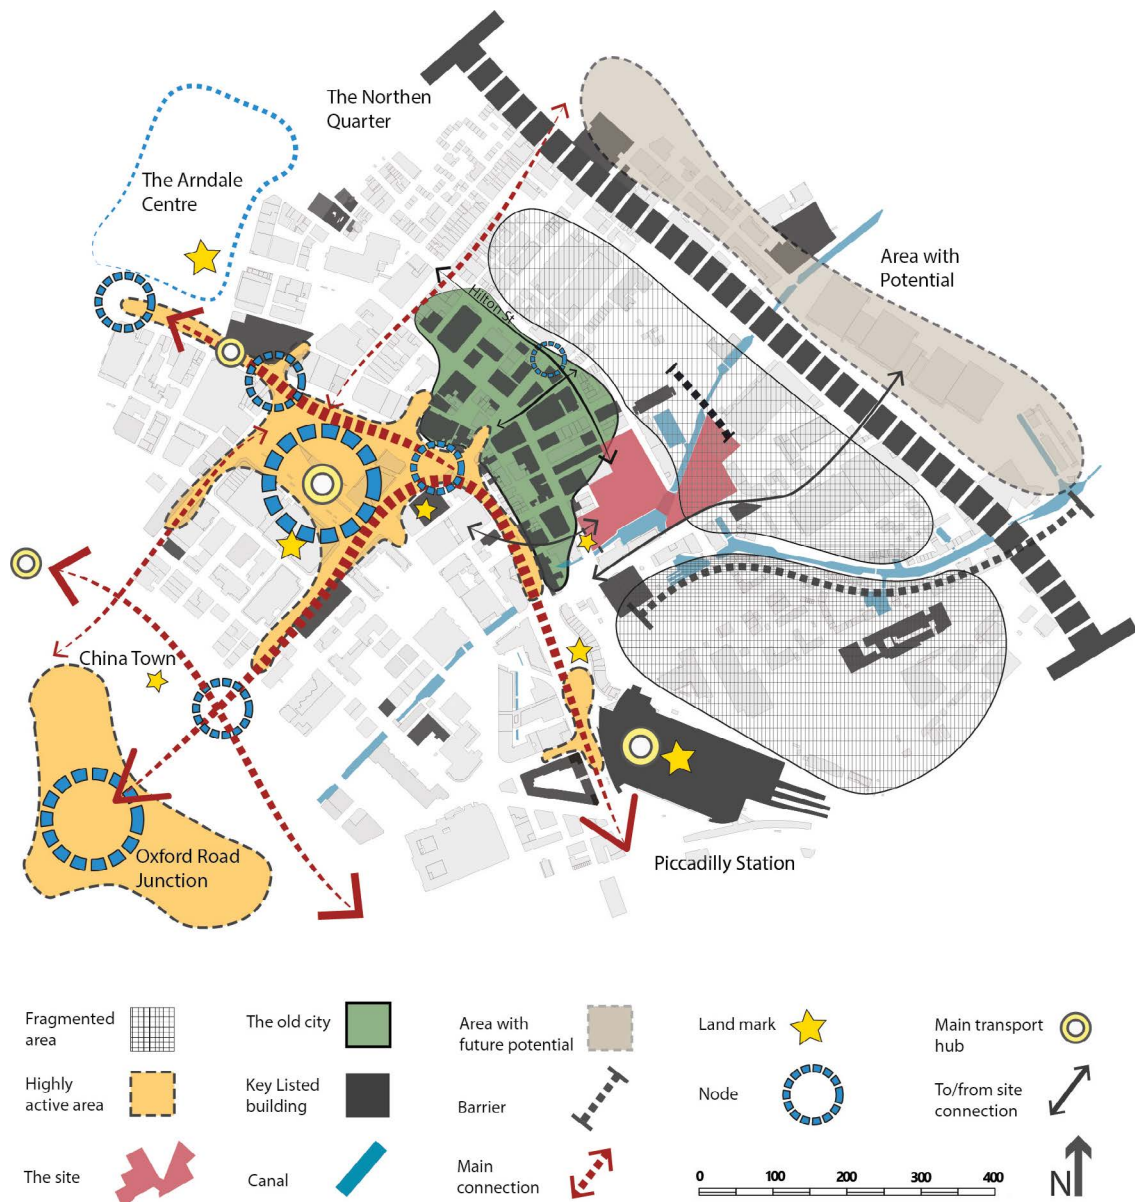 The Northen
Quarter
The Arndale
Centre
Hilton St
Area with
Potential
China Town
Oxford Road
Junction
Piccadilly Station
Fragmented
area
The old city
Area with
future potential
Land mark
Main transport
hub
Highly
active area
Key Listed
building
Barrier
Node
To/from site
connection
The site
Canal
Main
connection
0 100 200 300 400
N